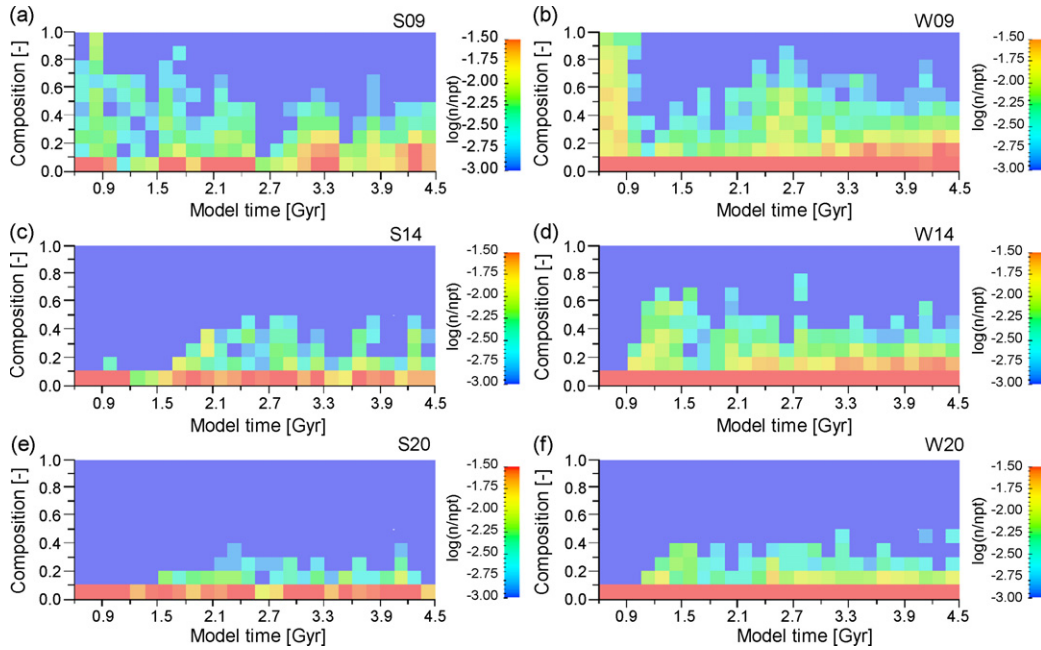 (a) S09
Composition [-]
1.0
0.8
0.6
0.4
0.2
0.0
0.9 1.5 2.1 2.7 3.3 3.9 4.5
Model time [Gyr]
-1.50
-1.75
-2.00
-2.25
-2.50
-2.75
-3.00
log(n/npt)
(b) W09
Composition [-]
1.0
0.8
0.6
0.4
0.2
0.0
0.9 1.5 2.1 2.7 3.3 3.9 4.5
Model time [Gyr]
-1.50
-1.75
-2.00
-2.25
-2.50
-2.75
-3.00
log(n/npt)
(c) S14
Composition [-]
1.0
0.8
0.6
0.4
0.2
0.0
0.9 1.5 2.1 2.7 3.3 3.9 4.5
Model time [Gyr]
-1.50
-1.75
-2.00
-2.25
-2.50
-2.75
-3.00
log(n/npt)
(d) W14
Composition [-]
1.0
0.8
0.6
0.4
0.2
0.0
0.9 1.5 2.1 2.7 3.3 3.9 4.5
Model time [Gyr]
-1.50
-1.75
-2.00
-2.25
-2.50
-2.75
-3.00
log(n/npt)
(e) S20
Composition [-]
1.0
0.8
0.6
0.4
0.2
0.0
0.9 1.5 2.1 2.7 3.3 3.9 4.5
Model time [Gyr]
-1.50
-1.75
-2.00
-2.25
-2.50
-2.75
-3.00
log(n/npt)
(f) W20
Composition [-]
1.0
0.8
0.6
0.4
0.2
0.0
0.9 1.5 2.1 2.7 3.3 3.9 4.5
Model time [Gyr]
-1.50
-1.75
-2.00
-2.25
-2.50
-2.75
-3.00
log(n/npt)